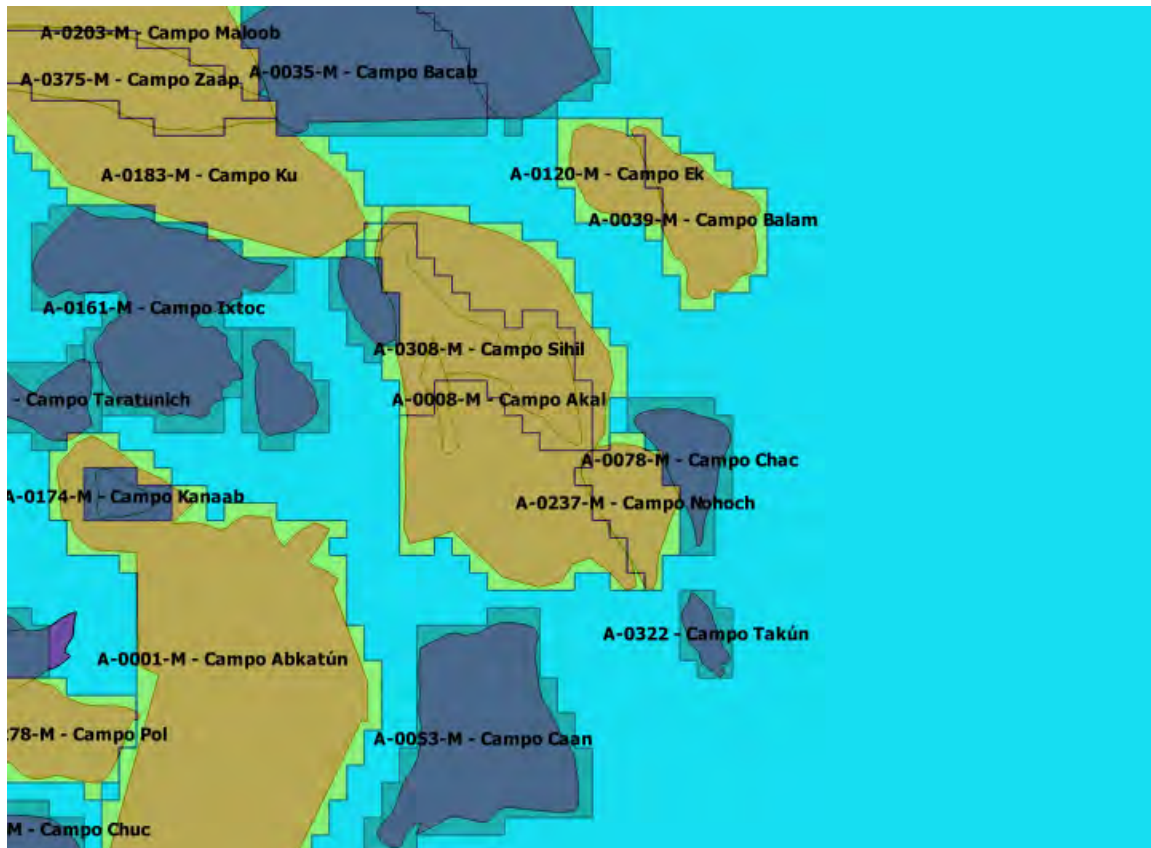 A-0203-M - Campo Maloob
A-0035-M - Campo Bacab
A-0375-M - Campo Zaap
A-0183-M - Campo Ku
A-0120-M - Campo Ek
A-0039-M - Campo Balam
A-0161-M - Campo Ixtoc
A-0308-M - Campo Sihil
- Campo Taratunich
A-0008-M - Campo Akal
A-0078-M - Campo Chac
A-0174-M - Campo Kanaab
A-0237-M - Campo Nohoch
A-0322 - Campo Takún
A-0001-M - Campo Abkatún
278-M - Campo Pol
A-0053-M - Campo Caan
M - Campo Chuc